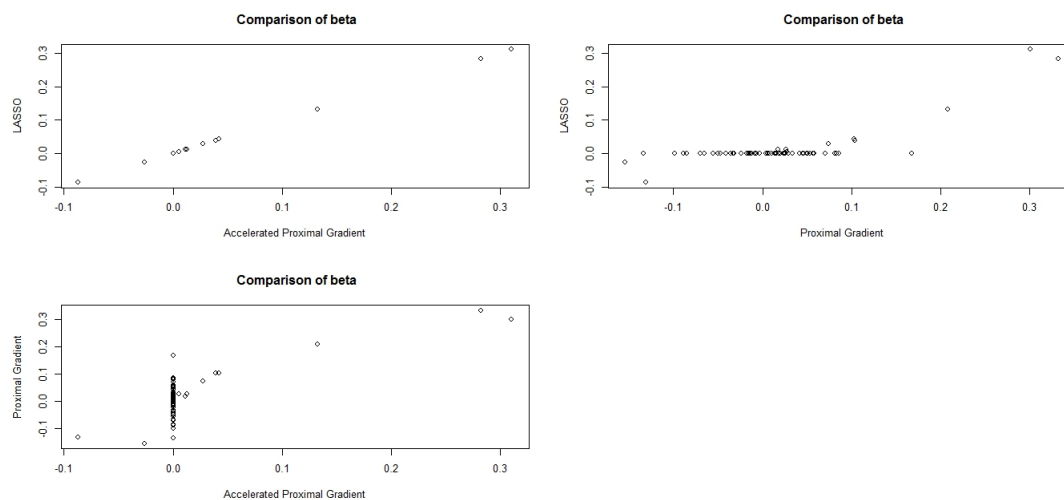 Comparison of beta
LASSO
0.3
0.2
0.1
0.0
-0.1
-0.1 0.0 0.1 0.2 0.3
Accelerated Proximal Gradient
Comparison of beta
LASSO
0.3
0.2
0.1
0.0
-0.1
-0.1 0.0 0.1 0.2 0.3
Proximal Gradient
Comparison of beta
Proximal Gradient
0.3
0.2
0.1
0.0
-0.1
-0.1 0.0 0.1 0.2 0.3
Accelerated Proximal Gradient